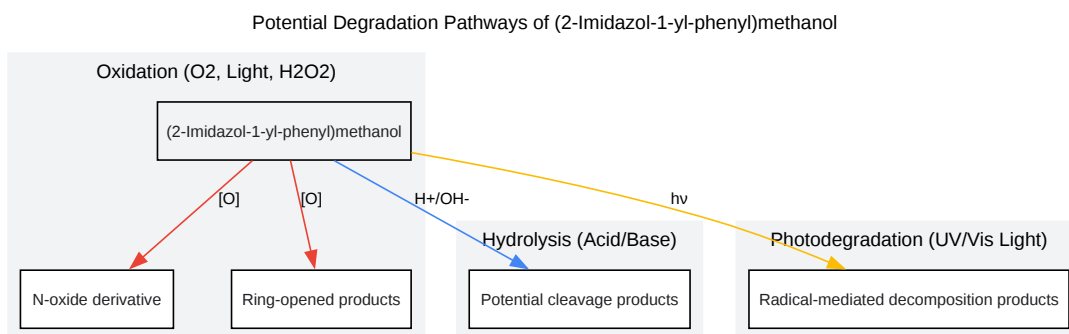 Potential Degradation Pathways of (2-Imidazol-1-yl-phenyl)methanol
Oxidation (O2, Light, H2O2)
(2-Imidazol-1-yl-phenyl)methanol
[O]
[O]
H+/OH-
hν
Hydrolysis (Acid/Base)
Photodegradation (UV/Vis Light)
N-oxide derivative
Ring-opened products
Potential cleavage products
Radical-mediated decomposition products